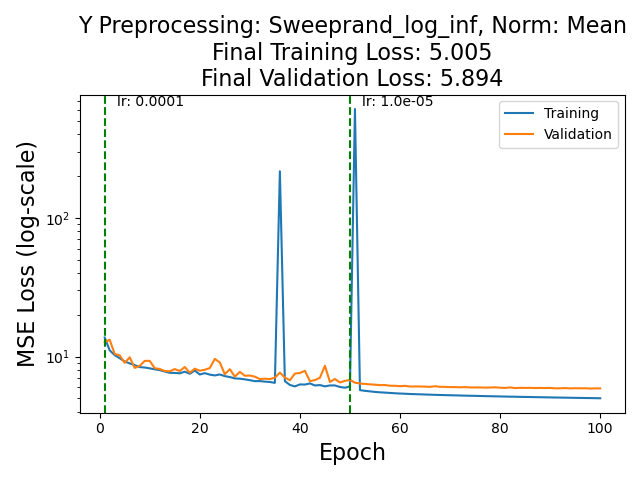 Y Preprocessing: Sweeprand_log_inf, Norm: Mean
Final Training Loss: 5.005
Final Validation Loss: 5.894
lr: 0.0001
lr: 1.0e-05
Training
Validation
10²
10¹
MSE Loss (log-scale)
0
20
40
60
80
100
Epoch